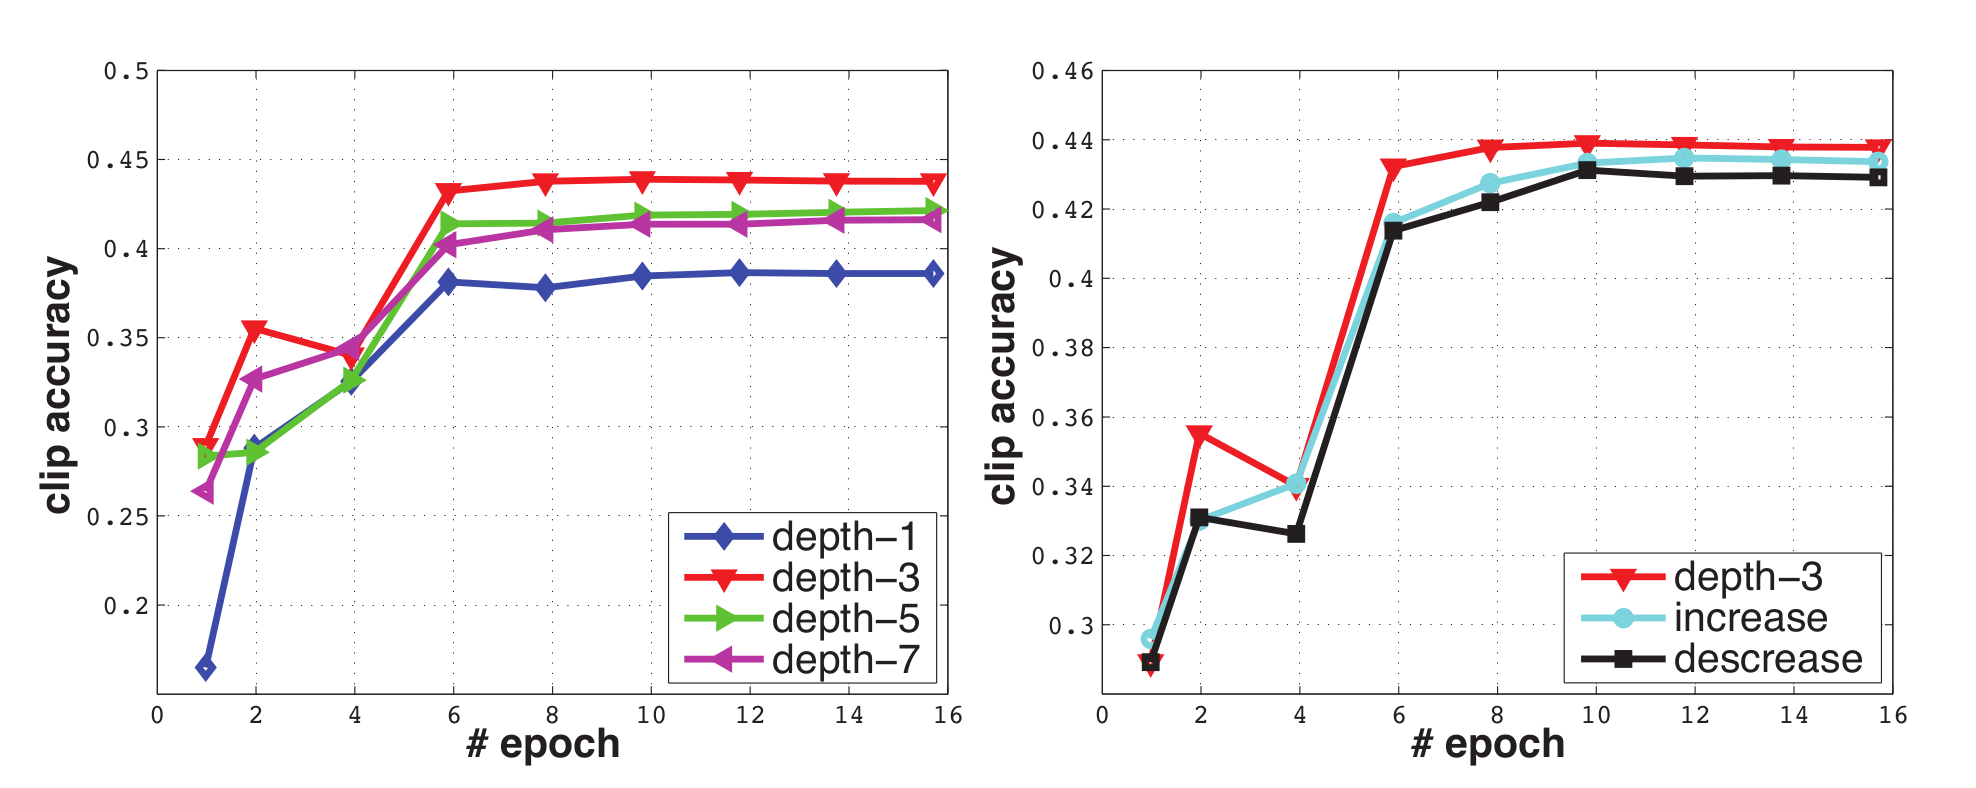 0.5
0.45
0.4
0.35
0.3
0.25
0.2
clip accuracy
0 2 4 6 8 10 12 14 16
# epoch
depth-1
depth-3
depth-5
depth-7
0.46
0.44
0.42
0.4
0.38
0.36
0.34
0.32
0.3
clip accuracy
0 2 4 6 8 10 12 14 16
# epoch
depth-3
increase
descrease